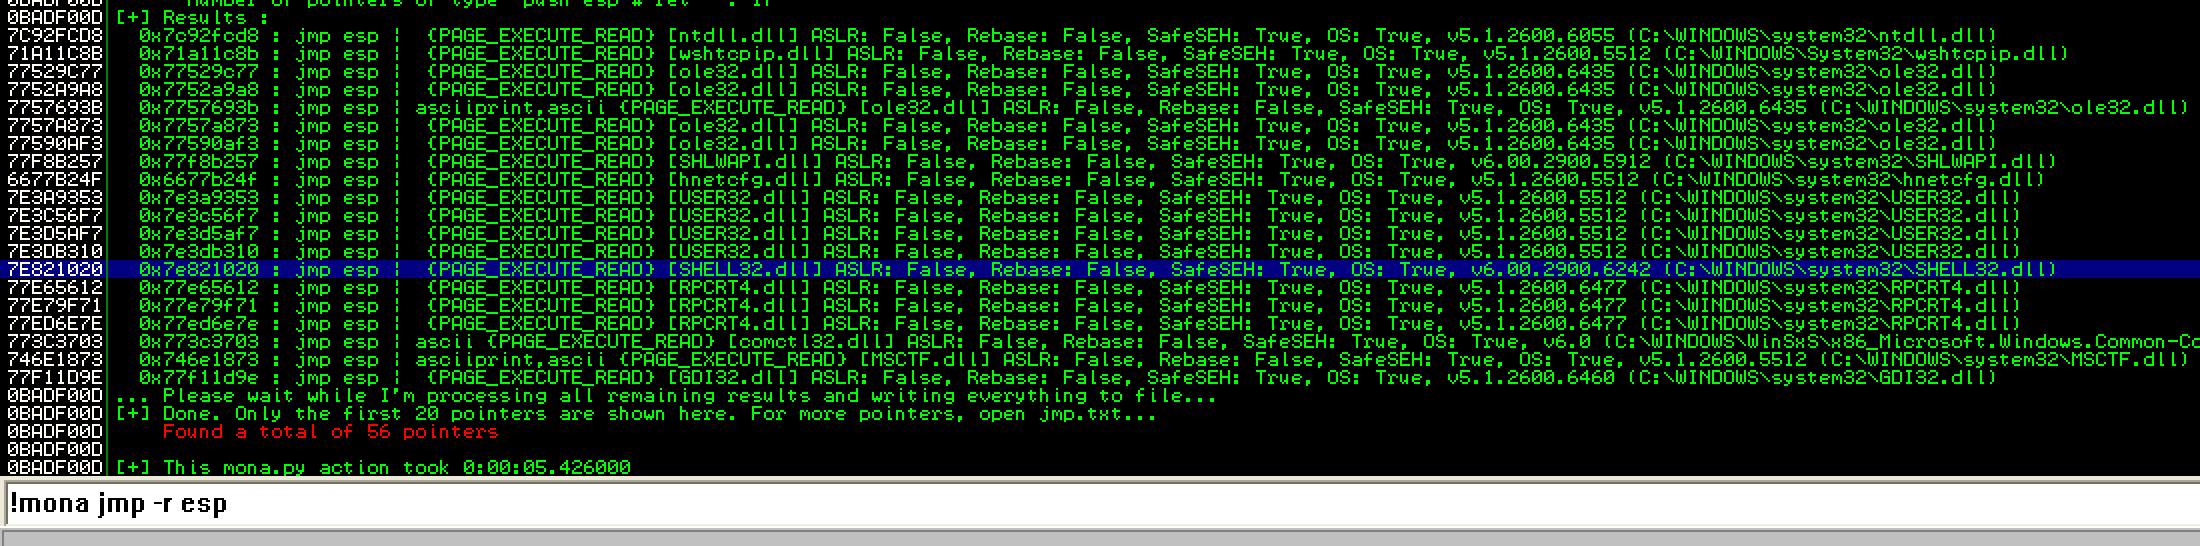 0BADF00D Number of pointers of type 'push esp # ret ' : 17
0BADF00D [+] Results :
7C92FCD8 0x7c92fcd8 : jmp esp | {PAGE_EXECUTE_READ} [ntdll.dll] ASLR: False, Rebase: False, SafeSEH: True, OS: True, v5.1.2600.6055 (C:\WINDOWS\system32\ntdll.dll)
71A11C8B 0x71a11c8b : jmp esp | {PAGE_EXECUTE_READ} [wshtcpip.dll] ASLR: False, Rebase: False, SafeSEH: True, OS: True, v5.1.2600.5512 (C:\WINDOWS\System32\wshtcpip.dll)
77529C77 0x77529c77 : jmp esp | {PAGE_EXECUTE_READ} [ole32.dll] ASLR: False, Rebase: False, SafeSEH: True, OS: True, v5.1.2600.6435 (C:\WINDOWS\system32\ole32.dll)
7752A9A8 0x7752a9a8 : jmp esp | {PAGE_EXECUTE_READ} [ole32.dll] ASLR: False, Rebase: False, SafeSEH: True, OS: True, v5.1.2600.6435 (C:\WINDOWS\system32\ole32.dll)
7757693B 0x7757693b : jmp esp | asciiprint,ascii {PAGE_EXECUTE_READ} [ole32.dll] ASLR: False, Rebase: False, SafeSEH: True, OS: True, v5.1.2600.6435 (C:\WINDOWS\system32\ole32.dll)
7757A873 0x7757a873 : jmp esp | {PAGE_EXECUTE_READ} [ole32.dll] ASLR: False, Rebase: False, SafeSEH: True, OS: True, v5.1.2600.6435 (C:\WINDOWS\system32\ole32.dll)
77590AF3 0x77590af3 : jmp esp | {PAGE_EXECUTE_READ} [ole32.dll] ASLR: False, Rebase: False, SafeSEH: True, OS: True, v5.1.2600.6435 (C:\WINDOWS\system32\ole32.dll)
77F8B257 0x77f8b257 : jmp esp | {PAGE_EXECUTE_READ} [SHLWAPI.dll] ASLR: False, Rebase: False, SafeSEH: True, OS: True, v6.00.2900.5912 (C:\WINDOWS\system32\SHLWAPI.dll)
6677B24F 0x6677b24f : jmp esp | {PAGE_EXECUTE_READ} [hnetcfg.dll] ASLR: False, Rebase: False, SafeSEH: True, OS: True, v5.1.2600.5512 (C:\WINDOWS\system32\hnetcfg.dll)
7E3A9353 0x7e3a9353 : jmp esp | {PAGE_EXECUTE_READ} [USER32.dll] ASLR: False, Rebase: False, SafeSEH: True, OS: True, v5.1.2600.5512 (C:\WINDOWS\system32\USER32.dll)
7E3C56F7 0x7e3c56f7 : jmp esp | {PAGE_EXECUTE_READ} [USER32.dll] ASLR: False, Rebase: False, SafeSEH: True, OS: True, v5.1.2600.5512 (C:\WINDOWS\system32\USER32.dll)
7E3D5AF7 0x7e3d5af7 : jmp esp | {PAGE_EXECUTE_READ} [USER32.dll] ASLR: False, Rebase: False, SafeSEH: True, OS: True, v5.1.2600.5512 (C:\WINDOWS\system32\USER32.dll)
7E3DB310 0x7e3db310 : jmp esp | {PAGE_EXECUTE_READ} [USER32.dll] ASLR: False, Rebase: False, SafeSEH: True, OS: True, v5.1.2600.5512 (C:\WINDOWS\system32\USER32.dll)
7E821020 0x7e821020 : jmp esp | {PAGE_EXECUTE_READ} [SHELL32.dll] ASLR: False, Rebase: False, SafeSEH: True, OS: True, v6.00.2900.6242 (C:\WINDOWS\system32\SHELL32.dll)
77E65612 0x77e65612 : jmp esp | {PAGE_EXECUTE_READ} [RPCRT4.dll] ASLR: False, Rebase: False, SafeSEH: True, OS: True, v5.1.2600.6477 (C:\WINDOWS\system32\RPCRT4.dll)
77E79F71 0x77e79f71 : jmp esp | {PAGE_EXECUTE_READ} [RPCRT4.dll] ASLR: False, Rebase: False, SafeSEH: True, OS: True, v5.1.2600.6477 (C:\WINDOWS\system32\RPCRT4.dll)
77ED6E7E 0x77ed6e7e : jmp esp | {PAGE_EXECUTE_READ} [RPCRT4.dll] ASLR: False, Rebase: False, SafeSEH: True, OS: True, v5.1.2600.6477 (C:\WINDOWS\system32\RPCRT4.dll)
773C3703 0x773c3703 : jmp esp | ascii {PAGE_EXECUTE_READ} [comctl32.dll] ASLR: False, Rebase: False, SafeSEH: True, OS: True, v6.0 (C:\WINDOWS\WinSxS\x86_Microsoft.Windows.Common-Co
746E1873 0x746e1873 : jmp esp | asciiprint,ascii {PAGE_EXECUTE_READ} [MSCTF.dll] ASLR: False, Rebase: False, SafeSEH: True, OS: True, v5.1.2600.5512 (C:\WINDOWS\system32\MSCTF.dll)
77F11D9E 0x77f11d9e : jmp esp | {PAGE_EXECUTE_READ} [GDI32.dll] ASLR: False, Rebase: False, SafeSEH: True, OS: True, v5.1.2600.6460 (C:\WINDOWS\system32\GDI32.dll)
0BADF00D ... Please wait while I'm processing all remaining results and writing everything to file...
0BADF00D [+] Done. Only the first 20 pointers are shown here. For more pointers, open jmp.txt...
0BADF00D Found a total of 56 pointers
0BADF00D
0BADF00D [+] This mona.py action took 0:00:05.426000
!mona jmp -r esp